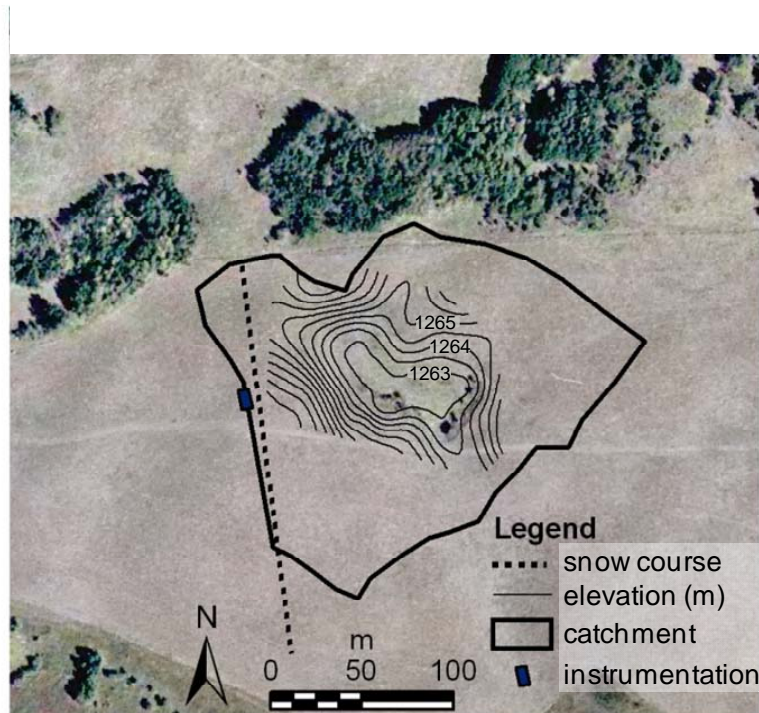 1265
1264
1263
Legend
snow course
elevation (m)
catchment
instrumentation
N
m
0 50 100